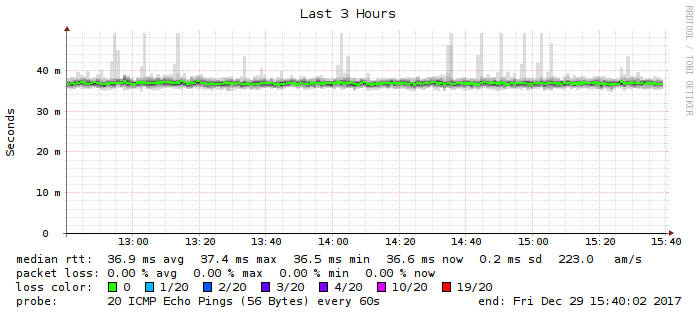 Last 3 Hours
RRDTOOL / TOBI OETIKER
Seconds
40 m
30 m
20 m
10 m
0
13:00 13:20 13:40 14:00 14:20 14:40 15:00 15:20 15:40
median rtt: 36.9 ms avg 37.4 ms max 36.5 ms min 36.6 ms now 0.2 ms sd 223.0 am/s
packet loss: 0.00 % avg 0.00 % max 0.00 % min 0.00 % now
loss color: 0 1/20 2/20 3/20 4/20 10/20 19/20
probe: 20 ICMP Echo Pings (56 Bytes) every 60s end: Fri Dec 29 15:40:02 2017